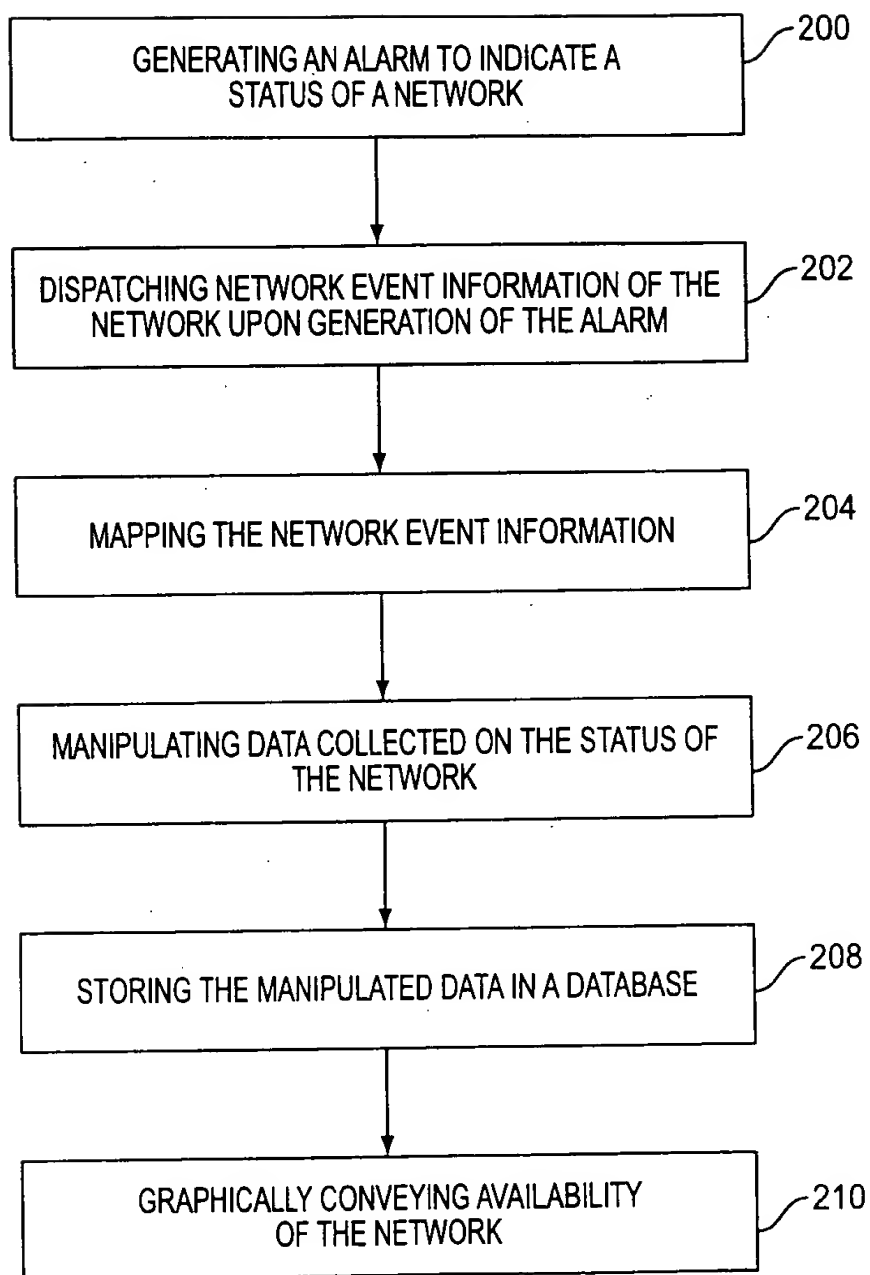 GENERATING AN ALARM TO INDICATE A
STATUS OF A NETWORK
200
DISPATCHING NETWORK EVENT INFORMATION OF THE
NETWORK UPON GENERATION OF THE ALARM
202
MAPPING THE NETWORK EVENT INFORMATION
204
MANIPULATING DATA COLLECTED ON THE STATUS OF
THE NETWORK
206
STORING THE MANIPULATED DATA IN A DATABASE
208
GRAPHICALLY CONVEYING AVAILABILITY
OF THE NETWORK
210